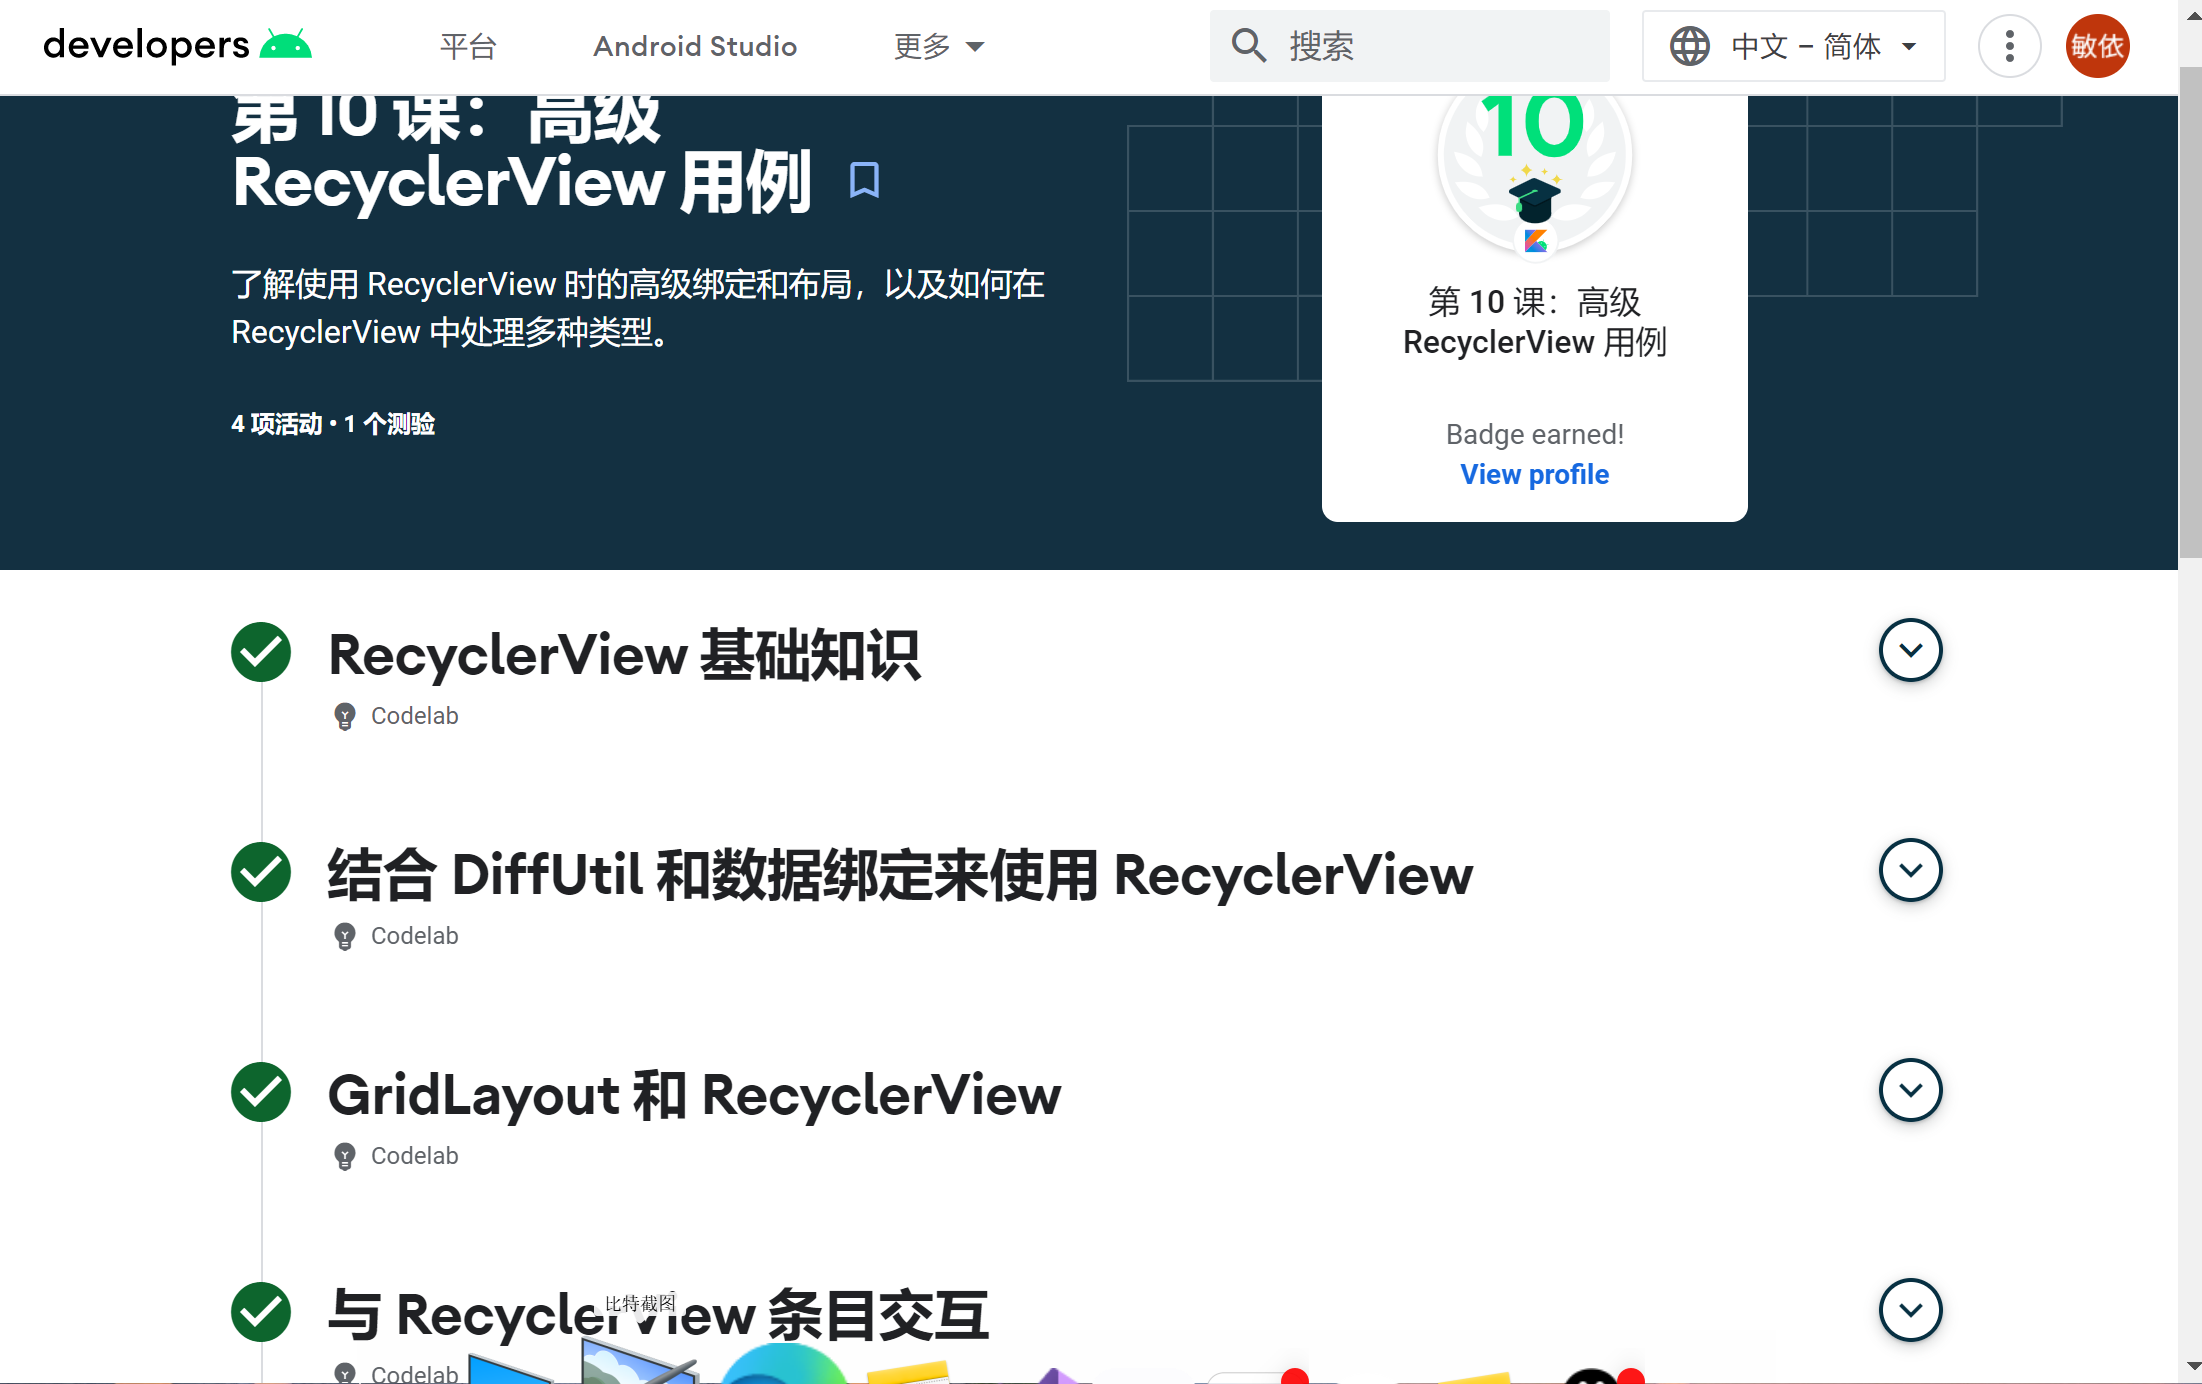 developers
平台
Android Studio
更多
搜索
中文 – 简体
敏依
第 10 课：高级
RecyclerView 用例
了解使用 RecyclerView 时的高级绑定和布局，以及如何在
RecyclerView 中处理多种类型。
4 项活动 • 1 个测验
10
第 10 课：高级
RecyclerView 用例
Badge earned!
View profile
RecyclerView 基础知识
Codelab
结合 DiffUtil 和数据绑定来使用 RecyclerView
Codelab
GridLayout 和 RecyclerView
Codelab
与 RecyclerView 条目交互
比特截图
Codelab